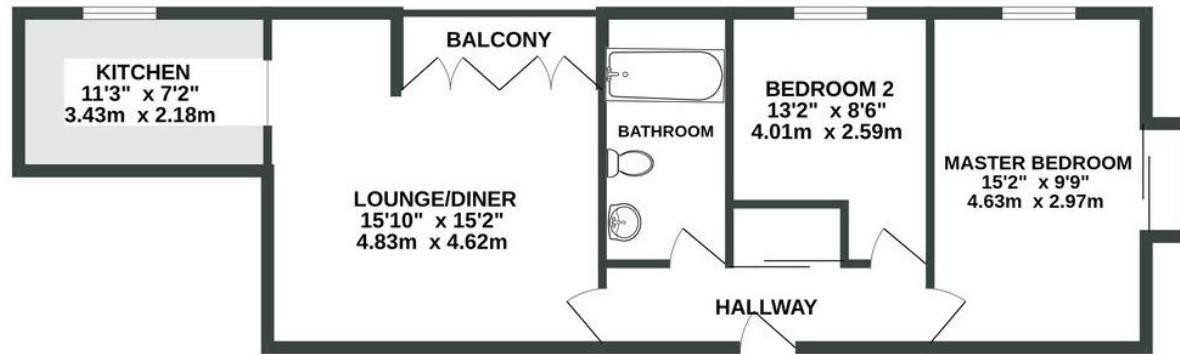 KITCHEN
11'3" x 7'2"
3.43m x 2.18m
BALCONY
LOUNGE/DINER
15'10" x 15'2"
4.83m x 4.62m
BATHROOM
BEDROOM 2
13'2" x 8'6"
4.01m x 2.59m
MASTER BEDROOM
15'2" x 9'9"
4.63m x 2.97m
HALLWAY